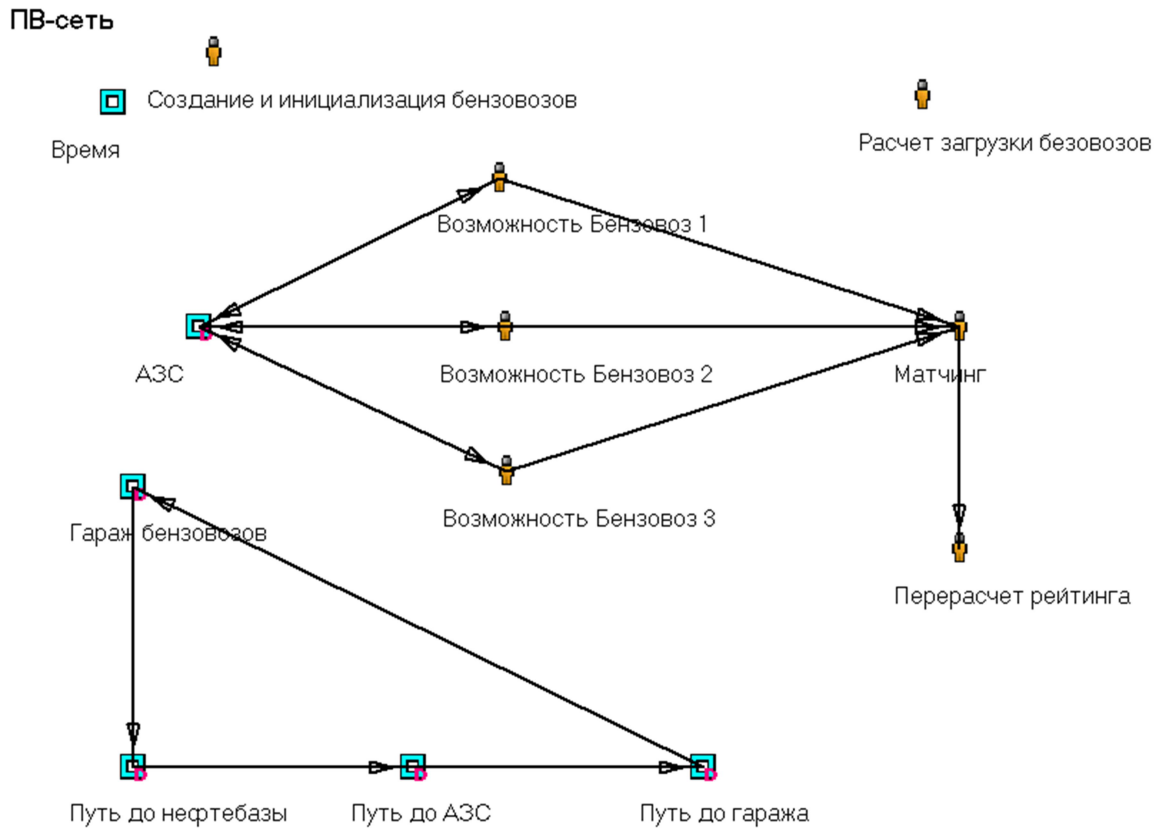 ПВ-сеть
Создание и инициализация бензовозов
Время
Расчет загрузки безовозов
Возможность Бензовоз 1
АЗС
Возможность Бензовоз 2
Матчинг
Возможность Бензовоз 3
Гараж бензовозов
Перерасчет рейтинга
Путь до нефтебазы
Путь до АЗС
Путь до гаража